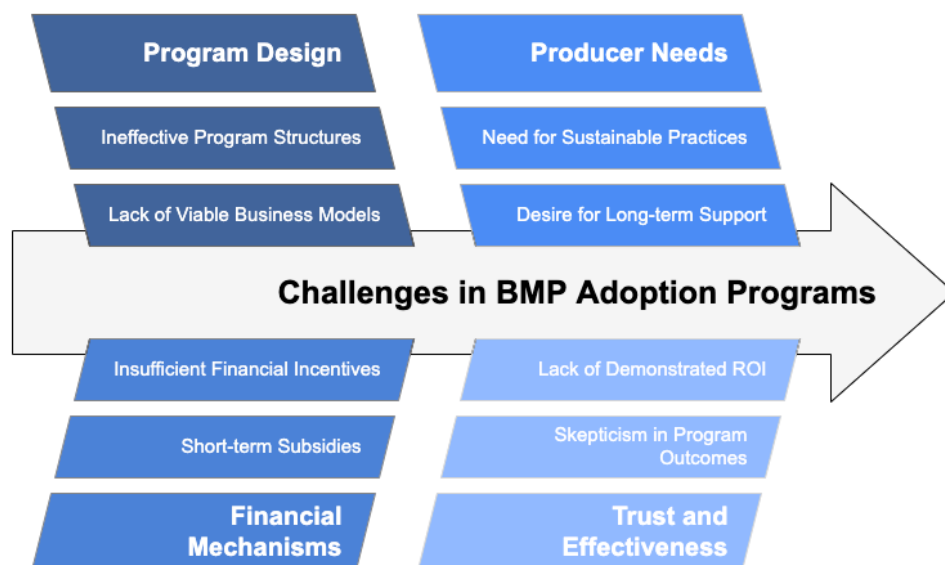 Program Design
Producer Needs
Ineffective Program Structures
Need for Sustainable Practices
Lack of Viable Business Models
Desire for Long-term Support
Challenges in BMP Adoption Programs
Insufficient Financial Incentives
Lack of Demonstrated ROI
Short-term Subsidies
Skepticism in Program
Outcomes
Financial
Mechanisms
Trust and
Effectiveness